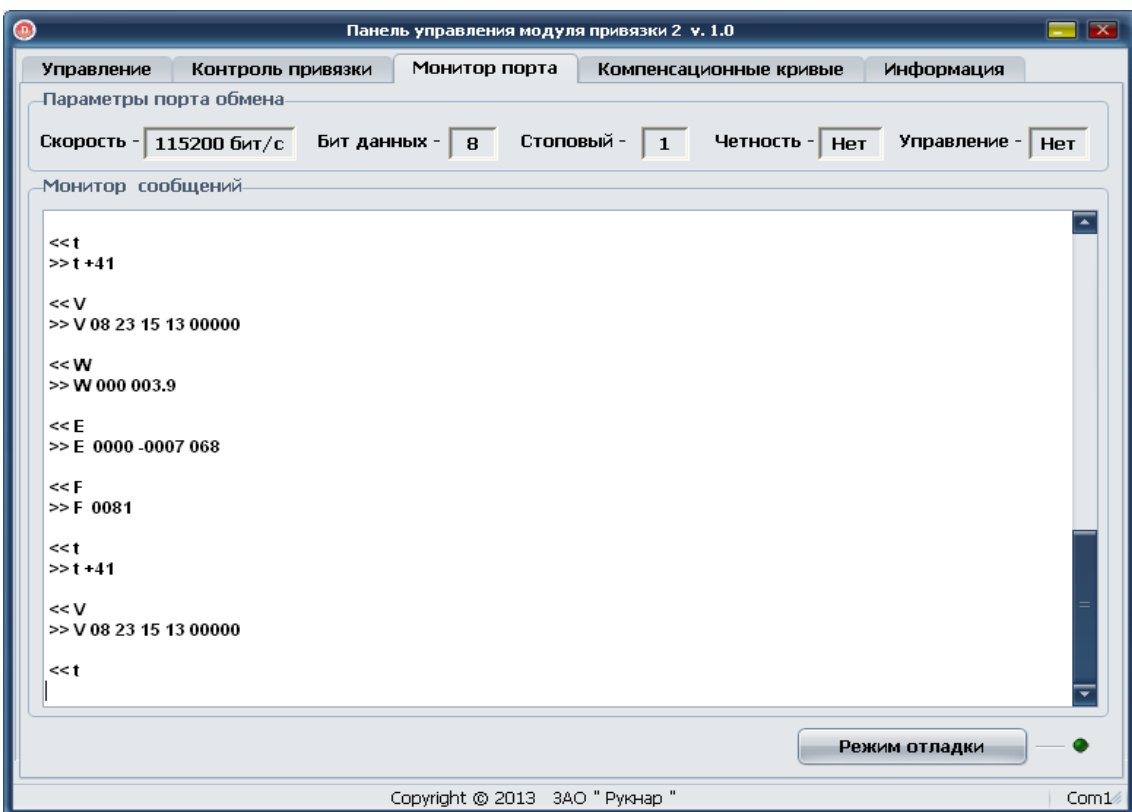 Панель управления модуля привязки 2 v. 1.0
Управление Контроль привязки Монитор порта Компенсационные кривые Информация
Параметры порта обмена
Скорость - 115200 бит/с Бит данных - 8 Стоповый - 1 Четность - Нет Управление - Нет
Монитор сообщений
<< t
>> t +41
<< V
>> V 08 23 15 13 00000
<< W
>> W 000 003.9
<< E
>> E 0000 -0007 068
<< F
>> F 0081
<< t
>> t +41
<< V
>> V 08 23 15 13 00000
<< t
Режим отладки
Copyright © 2013 ЗАО " Рукнар " Com1